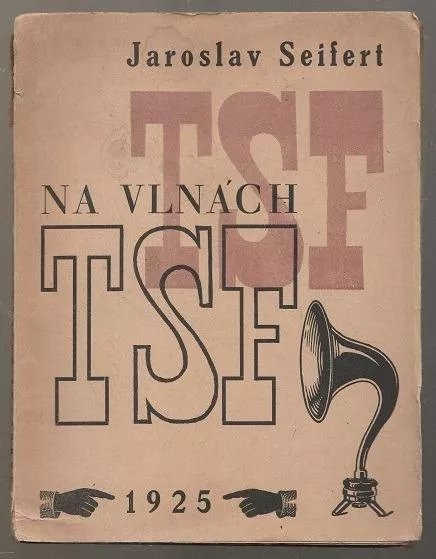 Jaroslav Seifert
TSF
NA VLNÁCH
TSF
1925